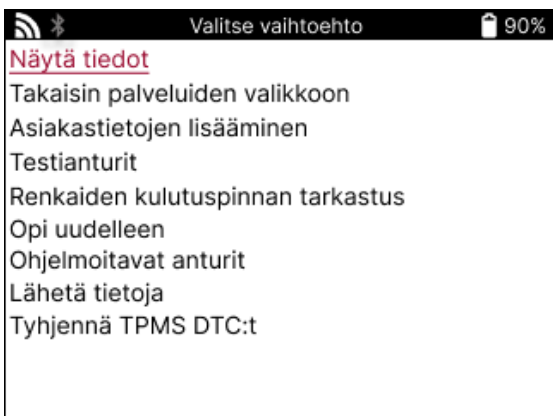 Valitse vaihtoehto 90%
Näytä tiedot
Takaisin palveluiden valikkoon
Asiakastietojen lisääminen
Testianturit
Renkaiden kulutuspinnan tarkastus
Opi uudelleen
Ohjelmoitavat anturit
Lähetä tietoja
Tyhjennä TPMS DTC:t